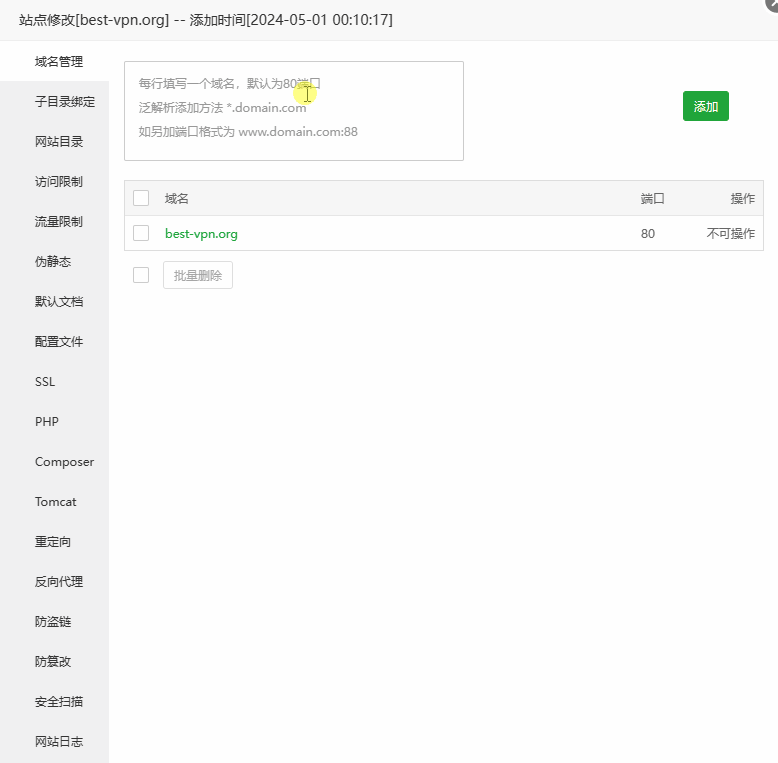 站点修改[best-vpn.org] -- 添加时间[2024-05-01 00:10:17]
域名管理
子目录绑定
网站目录
访问限制
流量限制
伪静态
默认文档
配置文件
SSL
PHP
Composer
Tomcat
重定向
反向代理
防盗链
防篡改
安全扫描
网站日志
每行填写一个域名，默认为80端口
泛解析添加方法 *.domain.com
如另加端口格式为 www.domain.com:88
添加
域名 端口 操作
best-vpn.org 80 不可操作
批量删除